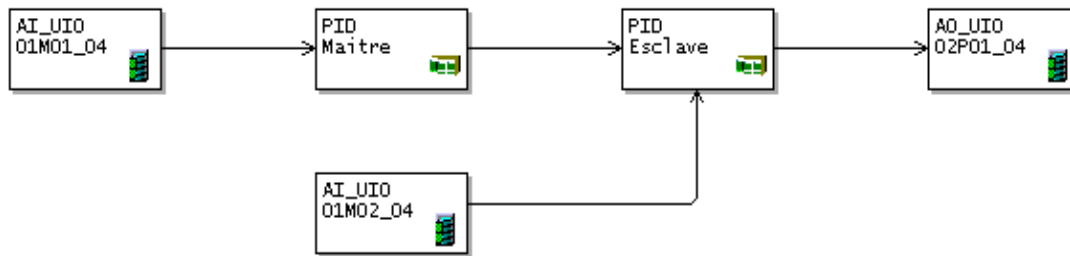 AI_UIO
01M01_04
PID
Maitre
PID
Esclave
AO_UIO
02P01_04
AI_UIO
01M02_04